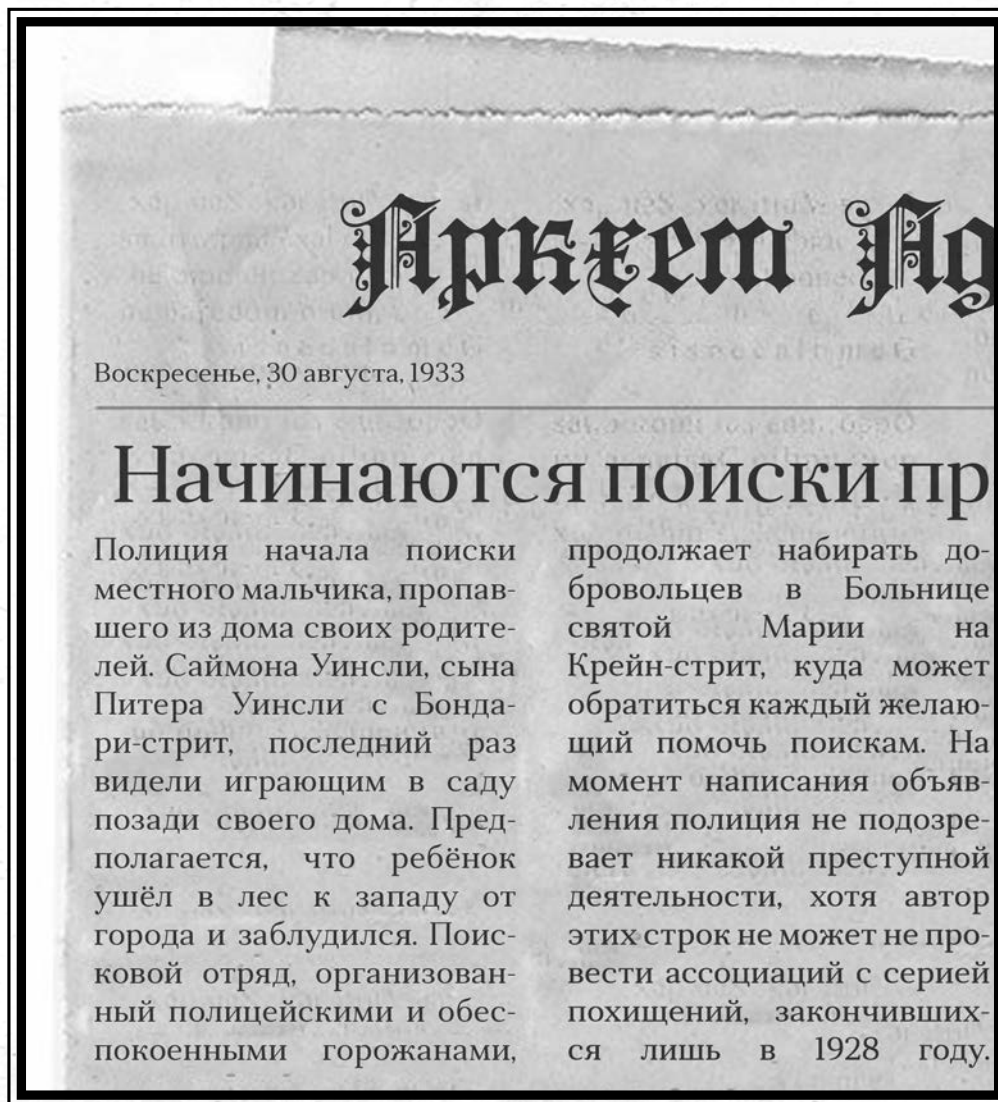 Аркхем Ад
Воскресенье, 30 августа, 1933
Начинаются поиски пр
Полиция начала поиски
местного мальчика, пропав-
шего из дома своих родите-
лей. Саймона Уинсли, сына
Питера Уинсли с Бонда-
ри-стрит, последний раз
видели играющим в саду
позади своего дома. Пред-
полагается, что ребёнок
ушёл в лес к западу от
города и заблудился. Поис-
ковой отряд, организован-
ный полицейскими и обес-
покоенными горожанами,
продолжает набирать до-
бровольцев в Больнице
святой Марии на
Крейн-стрит, куда может
обратиться каждый желаю-
щий помочь поискам. На
момент написания объяв-
ления полиция не подозре-
вает никакой преступной
деятельности, хотя автор
этих строк не может не про-
вести ассоциаций с серией
похищений, закончивших-
ся лишь в 1928 году.